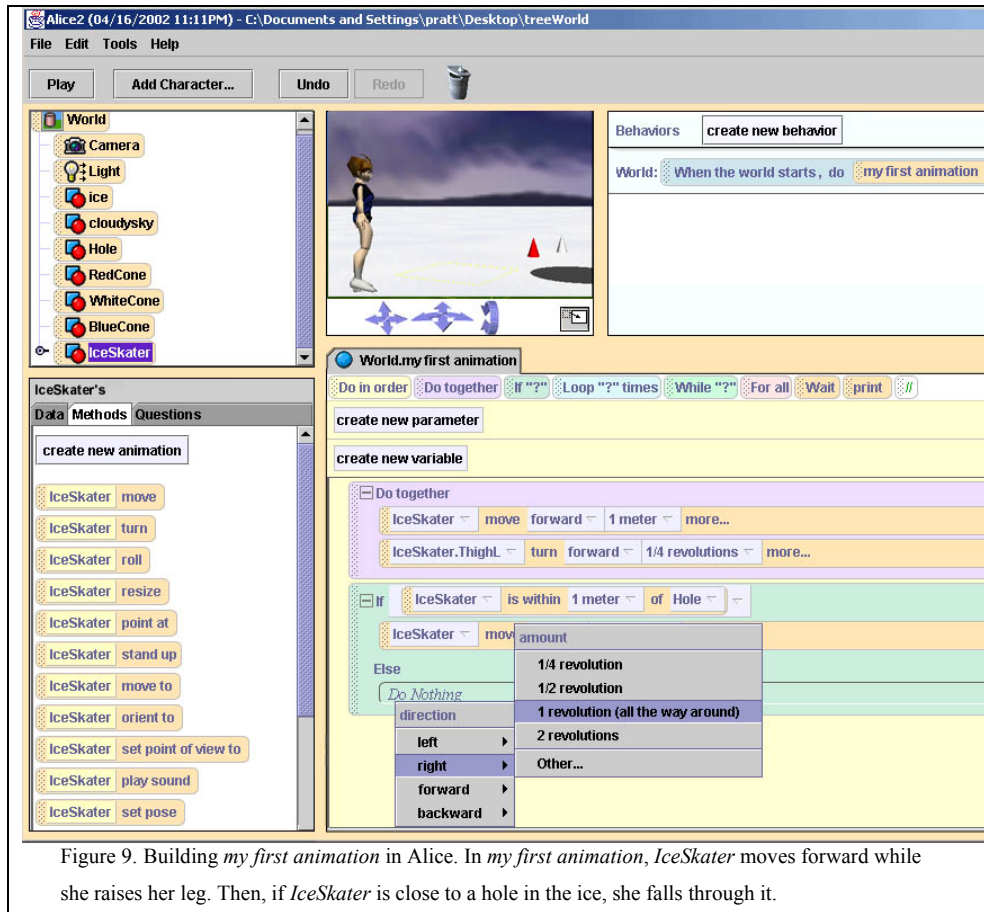 Alice2 (04/16/2002 11:11PM) - C:\Documents and Settings\pratt\Desktop\treeWorld
File Edit Tools Help
Play Add Character... Undo Redo
World
Camera
Light
ice
cloudysky
Hole
RedCone
WhiteCone
BlueCone
IceSkater
Behaviors create new behavior
World: When the world starts, do my first animation
IceSkater's
Data Methods Questions
create new animation
IceSkater move
IceSkater turn
IceSkater roll
IceSkater resize
IceSkater point at
IceSkater stand up
IceSkater move to
IceSkater orient to
IceSkater set point of view to
IceSkater play sound
IceSkater set pose
World.my first animation
Do in order Do together If "?" Loop "?" times While "?" For all Wait print //
create new parameter
create new variable
Do together
IceSkater move forward 1 meter more...
IceSkater.ThighL turn forward 1/4 revolutions more...
If IceSkater is within 1 meter of Hole
IceSkater mov
Else
Do Nothing
direction
left
right
forward
backward
amount
1/4 revolution
1/2 revolution
1 revolution (all the way around)
2 revolutions
Other...
Figure 9. Building my first animation in Alice. In my first animation, IceSkater moves forward while
she raises her leg. Then, if IceSkater is close to a hole in the ice, she falls through it.